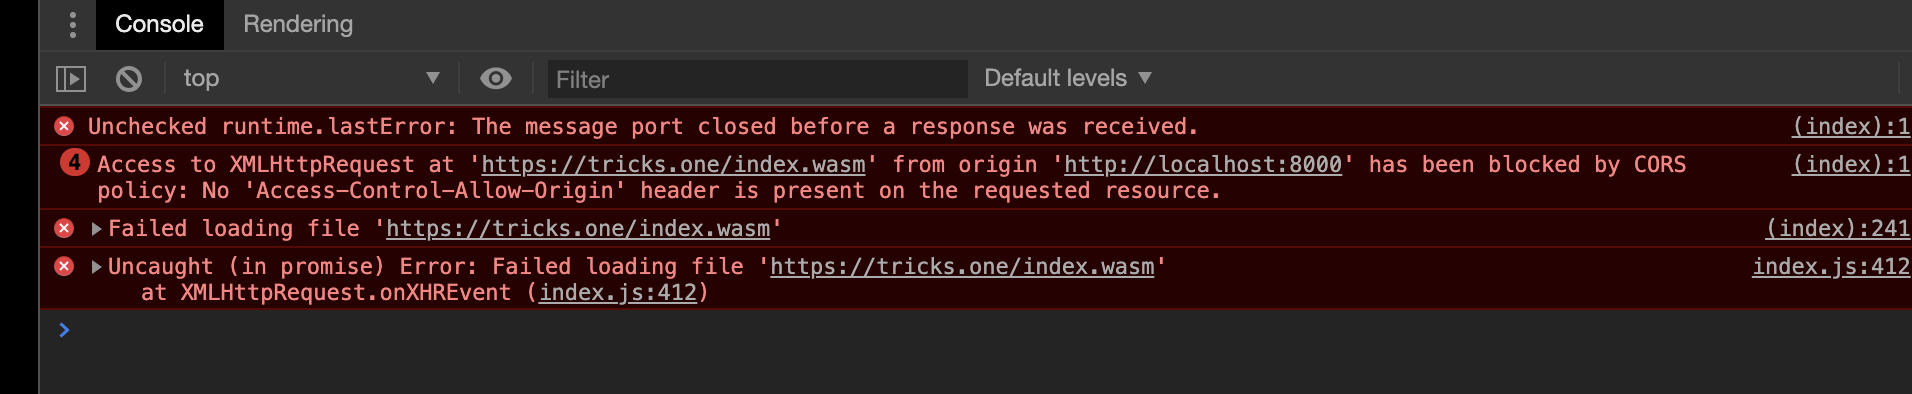 Console Rendering
top Filter Default levels
Unchecked runtime.lastError: The message port closed before a response was received. (index):1
4 Access to XMLHttpRequest at 'https://tricks.one/index.wasm' from origin 'http://localhost:8000' has been blocked by CORS (index):1
policy: No 'Access-Control-Allow-Origin' header is present on the requested resource.
Failed loading file 'https://tricks.one/index.wasm' (index):241
Uncaught (in promise) Error: Failed loading file 'https://tricks.one/index.wasm' index.js:412
at XMLHttpRequest.onXHREvent (index.js:412)